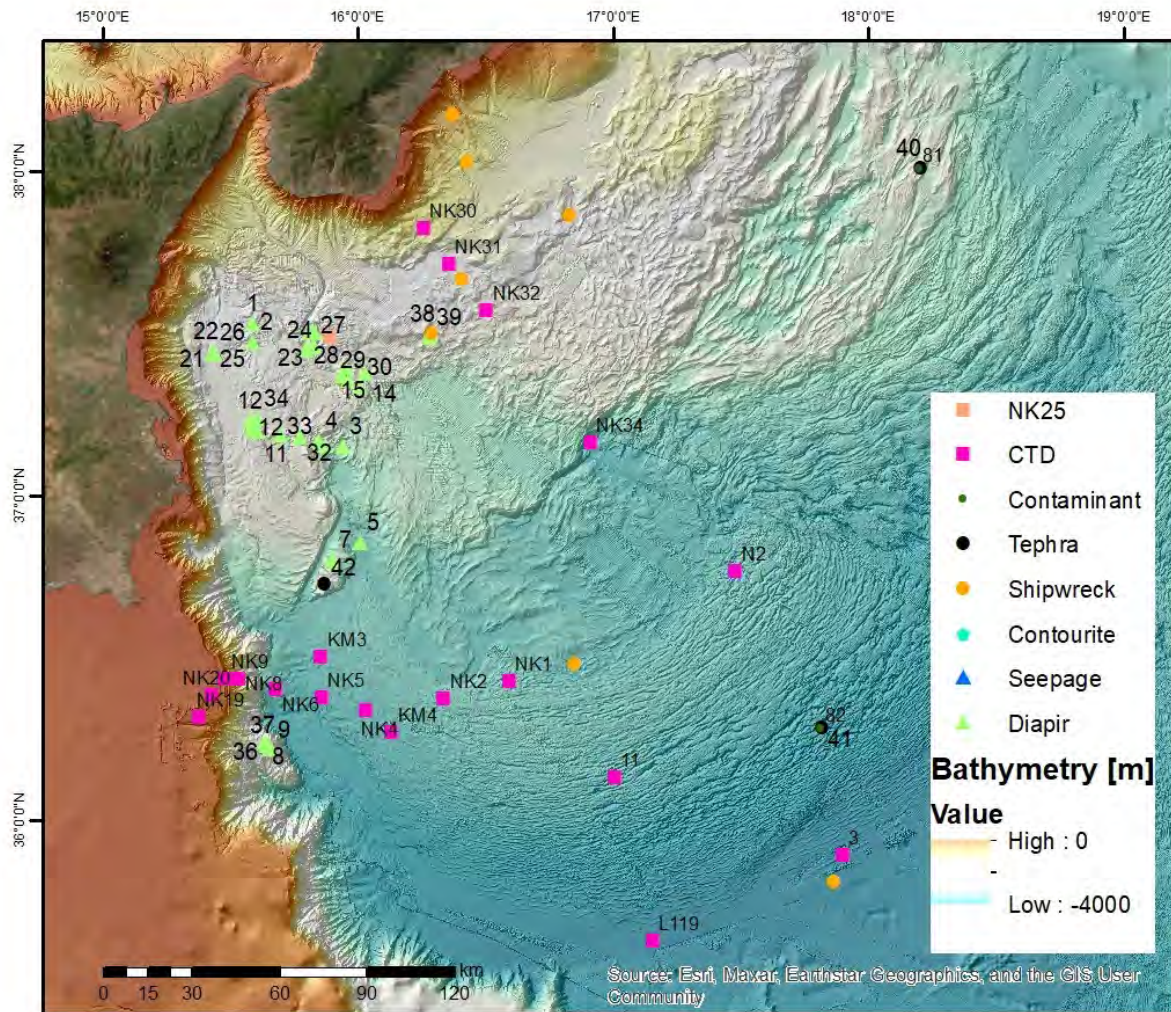 15°0'0"E 16°0'0"E 17°0'0"E 18°0'0"E 19°0'0"E
38°0'0"N
37°0'0"N
36°0'0"N
40 81
NK30
NK31
NK32
38 39
1
2
22 26
24 27
21 25
23 28
29 30
15 14
12 34
12 33 4 3
11 32
NK34
5
7
42
N2
KM3
NK9
NK20 NK8
NK19
NK5
NK6
NK2
NK1
NK4
KM4
37 9
36 8
82
41
11
3
L119
NK25
CTD
Contaminant
Tephra
Shipwreck
Contourite
Seepage
Diapir
Bathymetry [m]
Value
High : 0
Low : -4000
km
0 15 30 60 90 120
Source: Esri, Maxar, Earthstar Geographics, and the GIS User
Community